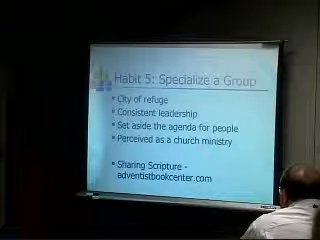 Habit 5: Specialize a Group
City of refuge
Consistent leadership
Set aside the agenda for people
Perceived as a church ministry
Sharing Scripture -
adventistbookcenter.com